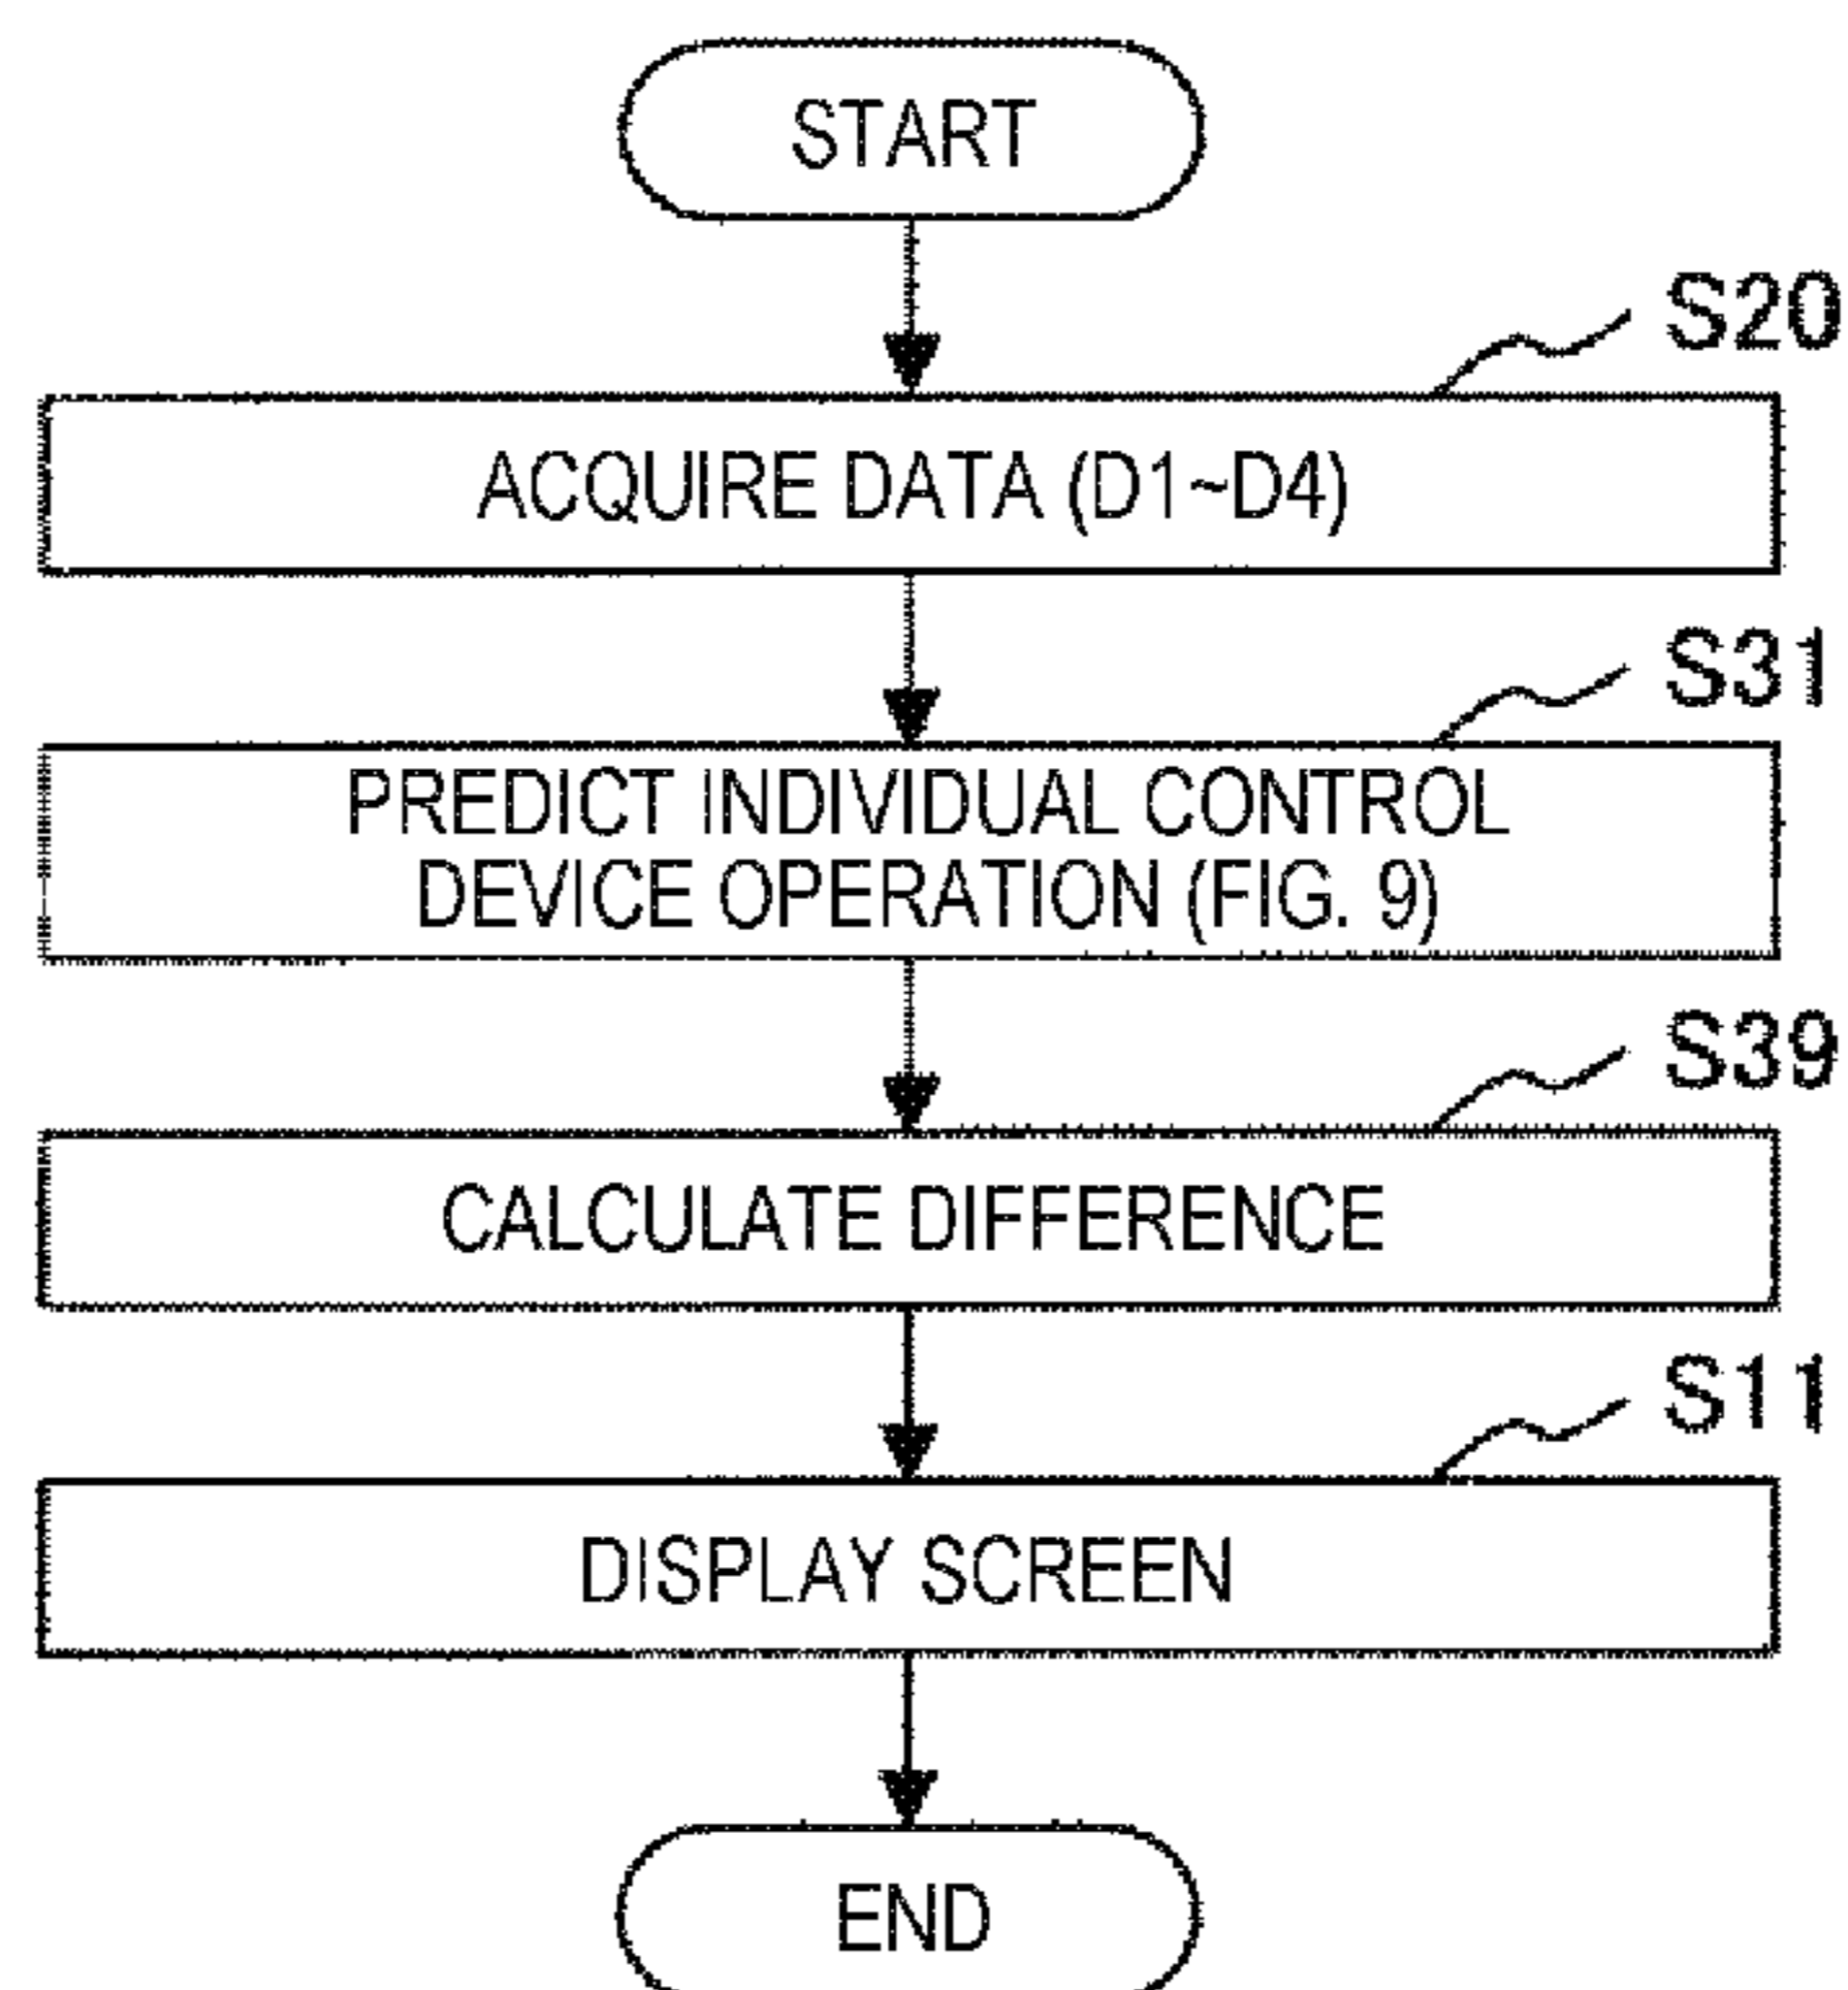 START
S20
ACQUIRE DATA (D1~D4)
S31
PREDICT INDIVIDUAL CONTROL
DEVICE OPERATION (FIG. 9)
S39
CALCULATE DIFFERENCE
S11
DISPLAY SCREEN
END